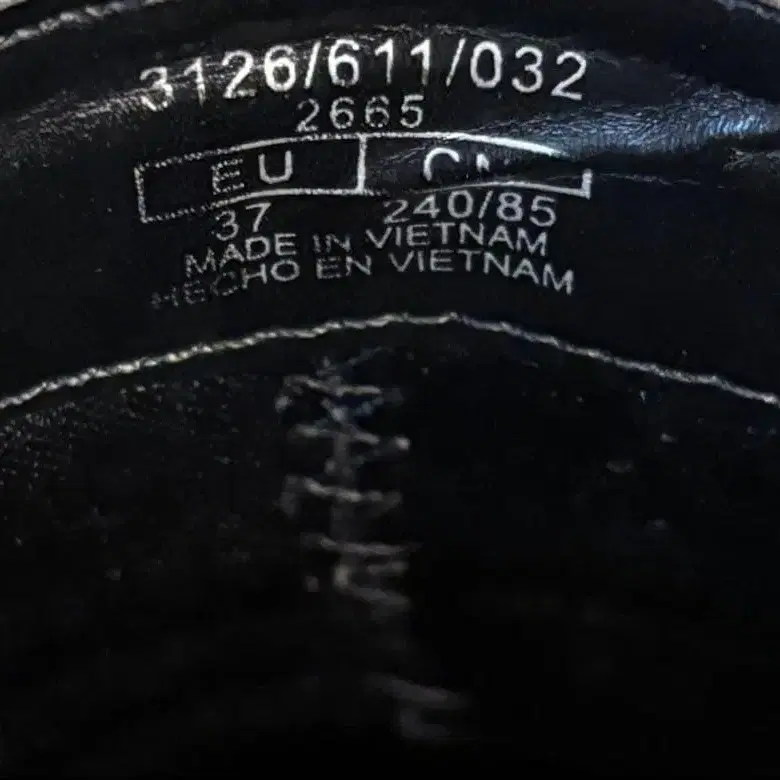 3126/611/032
2665
EU
37 240/85
MADE IN VIETNAM
HECHO EN VIETNAM